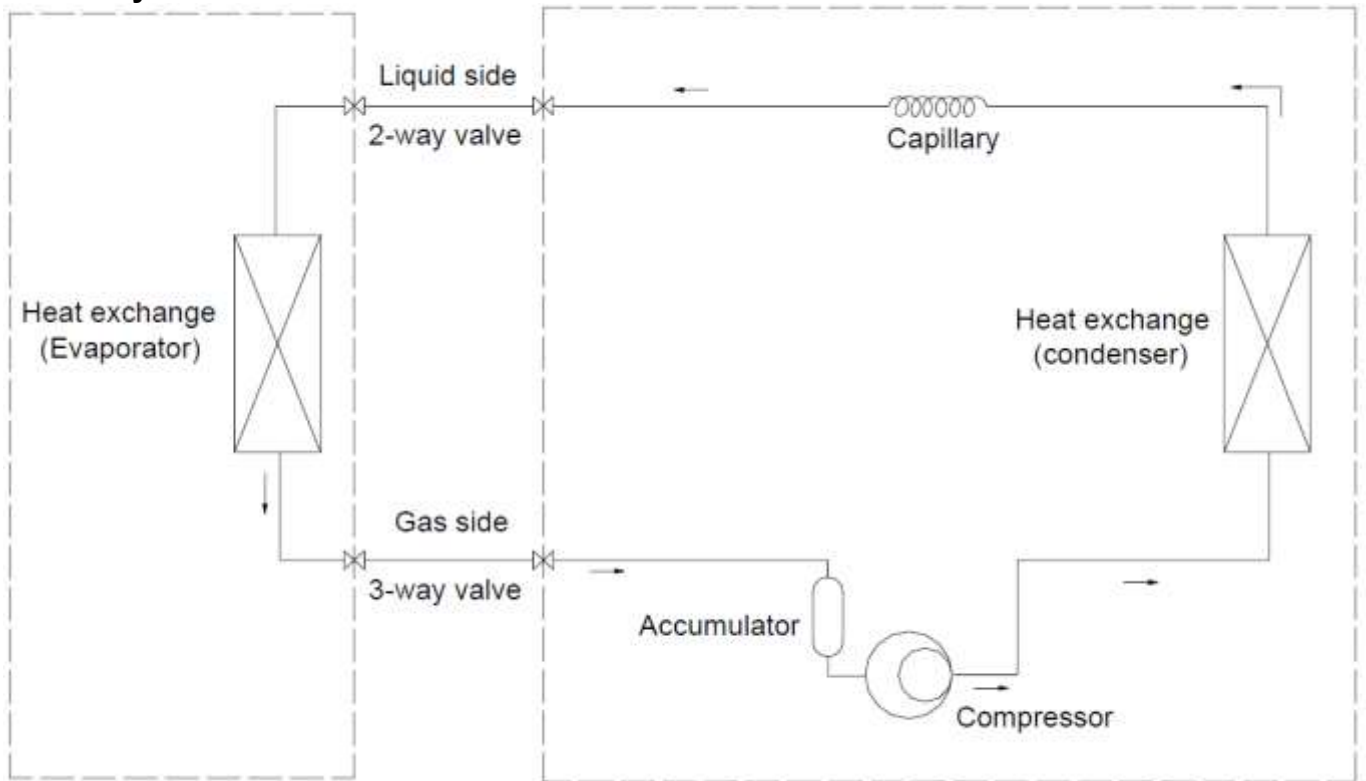 Liquid side
2-way valve
Capillary
Heat exchange
(Evaporator)
Heat exchange
(condenser)
Gas side
3-way valve
Accumulator
Compressor